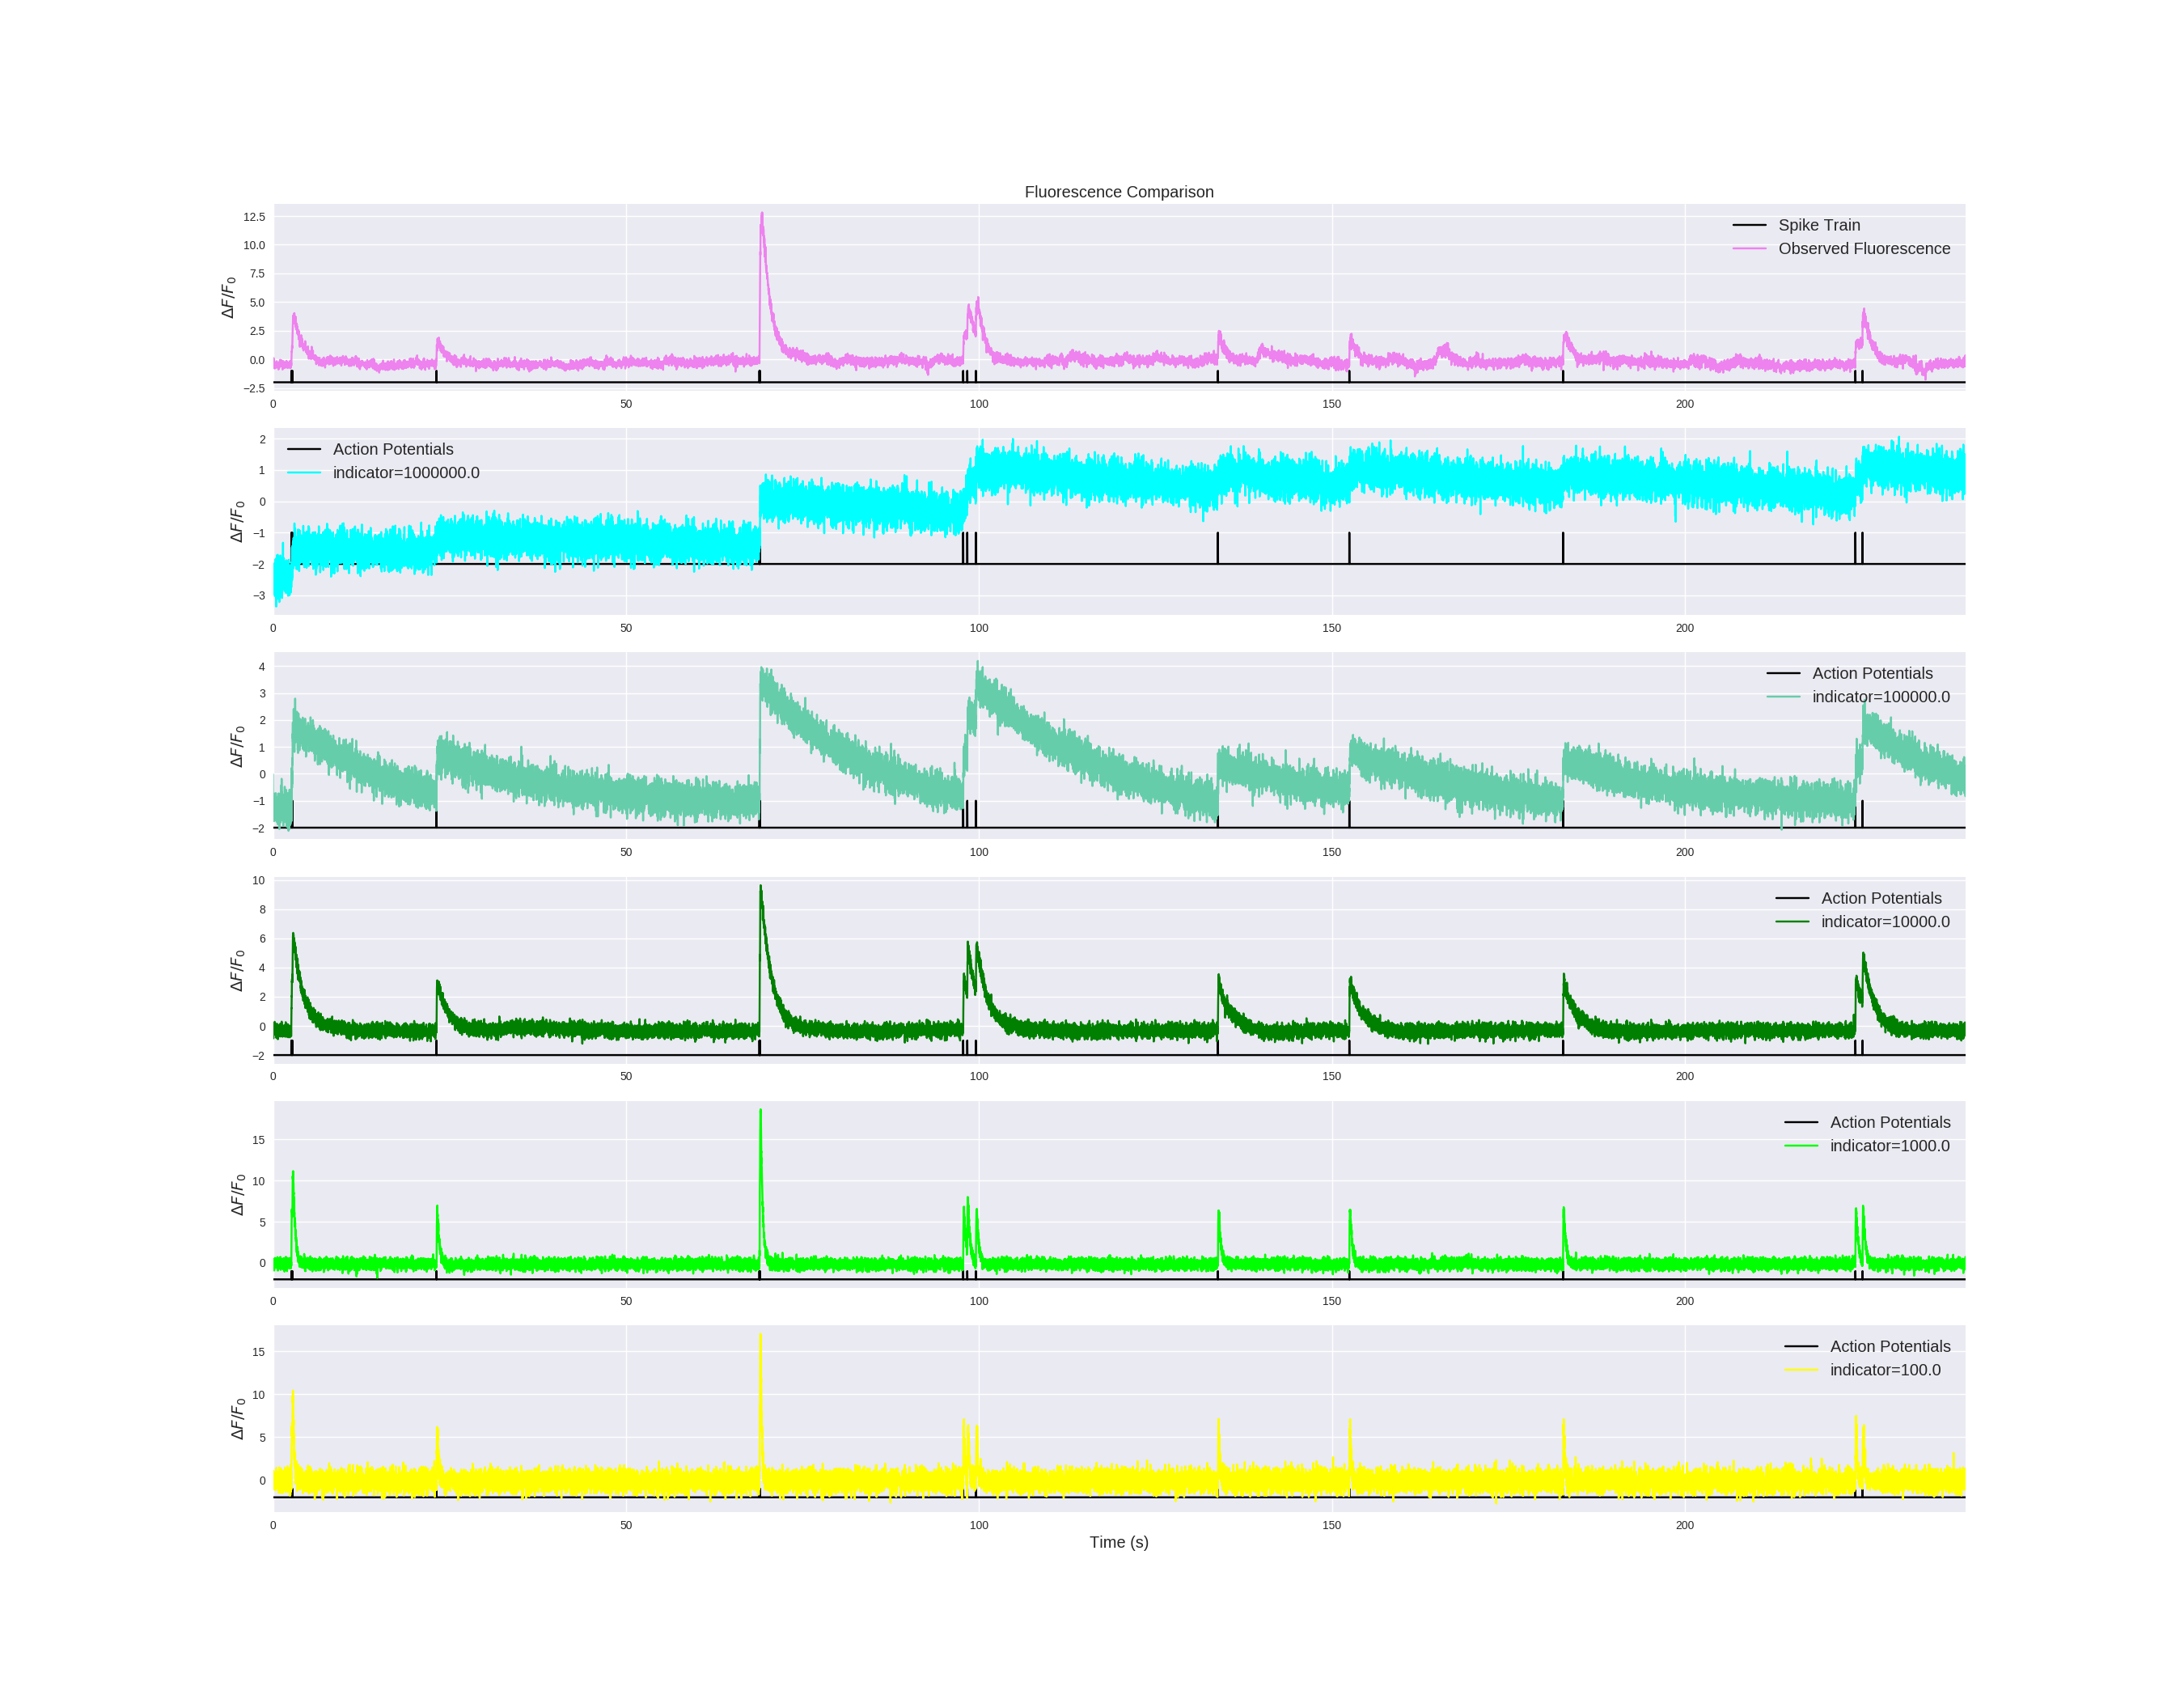 Fluorescence Comparison
12.5
10.0
7.5
5.0
2.5
0.0
−2.5
ΔF/F0
Spike Train
Observed Fluorescence
0 50 100 150 200
2
1
0
−1
−2
−3
ΔF/F0
Action Potentials
indicator=1000000.0
0 50 100 150 200
4
3
2
1
0
−1
−2
ΔF/F0
Action Potentials
indicator=100000.0
0 50 100 150 200
10
8
6
4
2
0
−2
ΔF/F0
Action Potentials
indicator=10000.0
0 50 100 150 200
15
10
5
0
ΔF/F0
Action Potentials
indicator=1000.0
0 50 100 150 200
15
10
5
0
ΔF/F0
Action Potentials
indicator=100.0
0 50 100 150 200
Time (s)